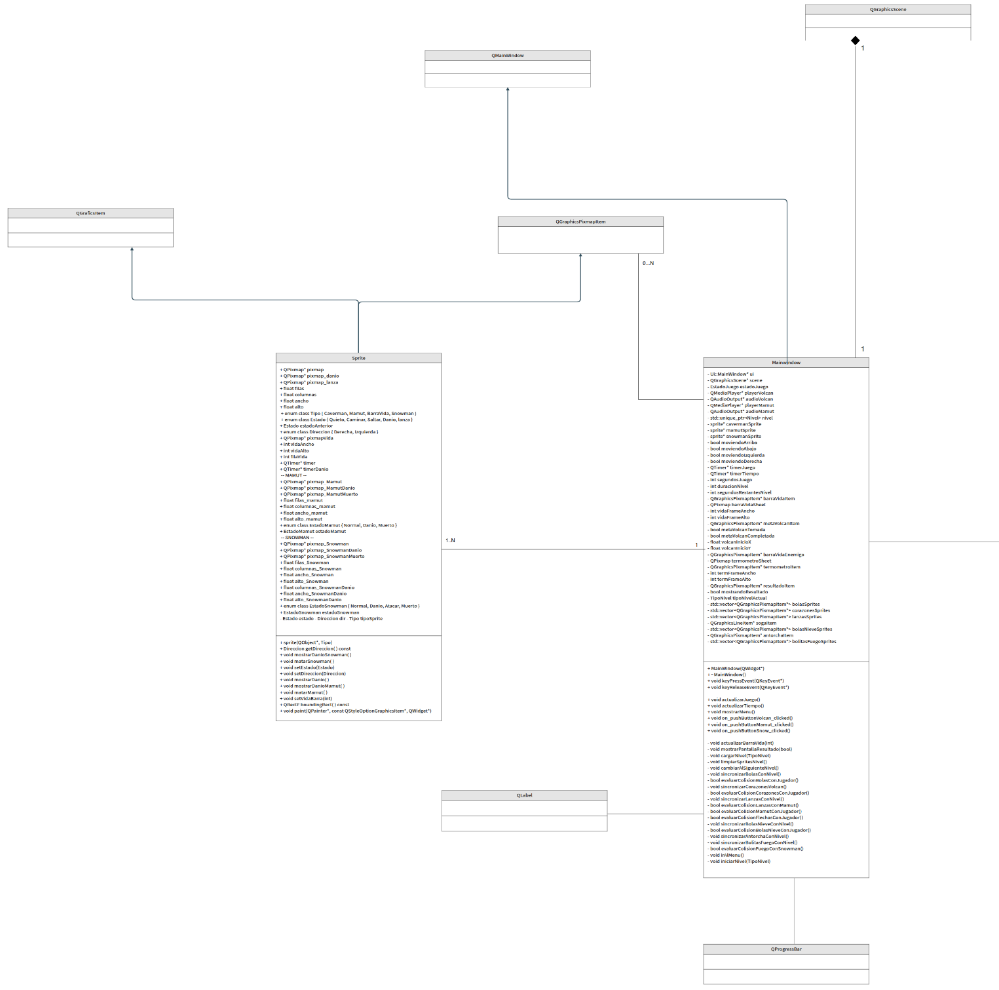 QGraphicsScene
1
QMainWindow
QGraficsItem
QGraphicsPixmapItem
0...N
1
Sprite
+ QPixmap* pixmap
+ QPixmap* pixmap_danio
+ QPixmap* pixmap_lanza
+ float filas
+ float columnas
+ float ancho
+ float alto
+ enum class Tipo { Caverman, Mamut, BarraVida, Snowman }
+ enum class Estado { Quieto, Caminar, Saltar, Danio, lanza }
+ Estado estadoAnterior
+ enum class Direccion { Derecha, Izquierda }
+ QPixmap* pixmapVida
+ int vidaAncho
+ int vidaAlto
+ int filaVida
+ QTimer* timer
+ QTimer* timerDanio
-- MAMUT --
+ QPixmap* pixmap_Mamut
+ QPixmap* pixmap_MamutDanio
+ QPixmap* pixmap_MamutMuerto
+ float filas_mamut
+ float columnas_mamut
+ float ancho_mamut
+ float alto_mamut
+ enum class EstadoMamut { Normal, Danio, Muerto }
+ EstadoMamut estadoMamut
-- SNOWMAN --
+ QPixmap* pixmap_Snowman
+ QPixmap* pixmap_SnowmanDanio
+ QPixmap* pixmap_SnowmanMuerto
+ float filas_Snowman
+ float columnas_Snowman
+ float ancho_Snowman
+ float alto_Snowman
+ float columnas_SnowmanDanio
+ float ancho_SnowmanDanio
+ float alto_SnowmanDanio
+ enum class EstadoSnowman { Normal, Danio, Atacar, Muerto }
+ EstadoSnowman estadoSnowman
- Estado estado - Direccion dir - Tipo tipoSprite
+ sprite(QObject*, Tipo)
+ Direccion getDireccion( ) const
+ void mostrarDanioSnowman( )
+ void matarSnowman( )
+ void setEstado(Estado)
+ void setDireccion(Direccion)
+ void mostrarDanio( )
+ void mostrarDanioMamut( )
+ void matarMamut( )
+ void setVidaBarra(int)
+ QRectF boundingRect( ) const
+ void paint(QPainter*, const QStyleOptionGraphicsItem*, QWidget*)
1..N
1
Mainwindow
- Ui::MainWindow* ui
- QGraphicsScene* scene
- EstadoJuego estadoJuego
- QMediaPlayer* playerVolcan
- QAudioOutput* audioVolcan
- QMediaPlayer* playerMamut
- QAudioOutput* audioMamut
- std::unique_ptr<Nivel> nivel
- sprite* cavermanSprite
- sprite* mamutSprite
- sprite* snowmanSprite
- bool moviendoArriba
- bool moviendoAbajo
- bool moviendoIzquierda
- bool moviendoDerecha
- QTimer* timerJuego
- QTimer* timerTiempo
- int segundosJuego
- int duracionNivel
- int segundosRestantesNivel
- QGraphicsPixmapItem* barraVidaItem
- QPixmap barraVidaSheet
- int vidaFrameAncho
- int vidaFrameAlto
- QGraphicsPixmapItem* metaVolcanItem
- bool metaVolcanTomada
- bool metaVolcanCompletada
- float volcanInicioX
- float volcanInicioY
- QGraphicsPixmapItem* barraVidaEnemigo
- QPixmap termometroSheet
- QGraphicsPixmapItem* termometroItem
- int termFrameAncho
- int termFrameAlto
- QGraphicsPixmapItem* resultadoItem
- bool mostrandoResultado
- TipoNivel tipoNivelActual
- std::vector<QGraphicsPixmapItem*> bolasSprites
- std::vector<QGraphicsPixmapItem*> corazonesSprites
- std::vector<QGraphicsPixmapItem*> lanzasSprites
- QGraphicsLineItem* sogaItem
- std::vector<QGraphicsPixmapItem*> bolasNieveSprites
- QGraphicsPixmapItem* antorchaItem
- std::vector<QGraphicsPixmapItem*> bolitasFuegoSprites
+ MainWindow(QWidget*)
+ ~ MainWindow()
+ void keyPressEvent(QKeyEvent*)
+ void keyReleaseEvent(QKeyEvent*)
+ void actualizarJuego()
+ void actualizarTiempo()
+ void mostrarMenu()
+ void on_pushButtonVolcan_clicked()
+ void on_pushButtonMamut_clicked()
+ void on_pushButtonSnow_clicked()
- void actualizarBarraVida(int)
- void mostrarPantallaResultado(bool)
- void cargarNivel(TipoNivel)
- void limpiarSpritesNivel()
- void cambiarAlSiguienteNivel()
- void sincronizarBolasConNivel()
- bool evaluarColisionBolasConJugador()
- void sincronizarCorazonesVolcan()
- bool evaluarColisionCorazonesConJugador()
- void sincronizarLanzasConNivel()
- bool evaluarColisionLanzasConMamut()
- bool evaluarColisionMamutConJugador()
- bool evaluarColisionFlechasConJugador()
- void sincronizarBolasNieveConNivel()
- bool evaluarColisionBolasNieveConJugador()
- void sincronizarAntorchaConNivel()
- void sincronizarBolitasFuegoConNivel()
- bool evaluarColisionFuegoConSnowman()
- void irAlMenu()
- void iniciarNivel(TipoNivel)
QLabel
QProgressBar